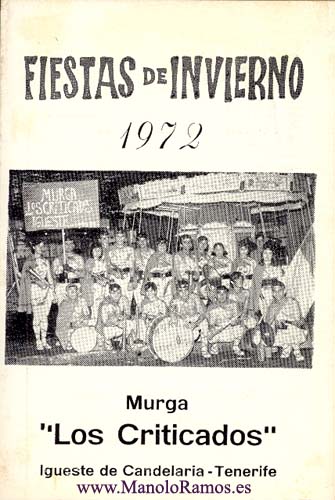 FIESTAS DE INVIERNO
1972
MURGA
LOS CRITICADOS
IGUESTE
Murga
"Los Criticados"
Igueste de Candelaria - Tenerife
www.ManoloRamos.es